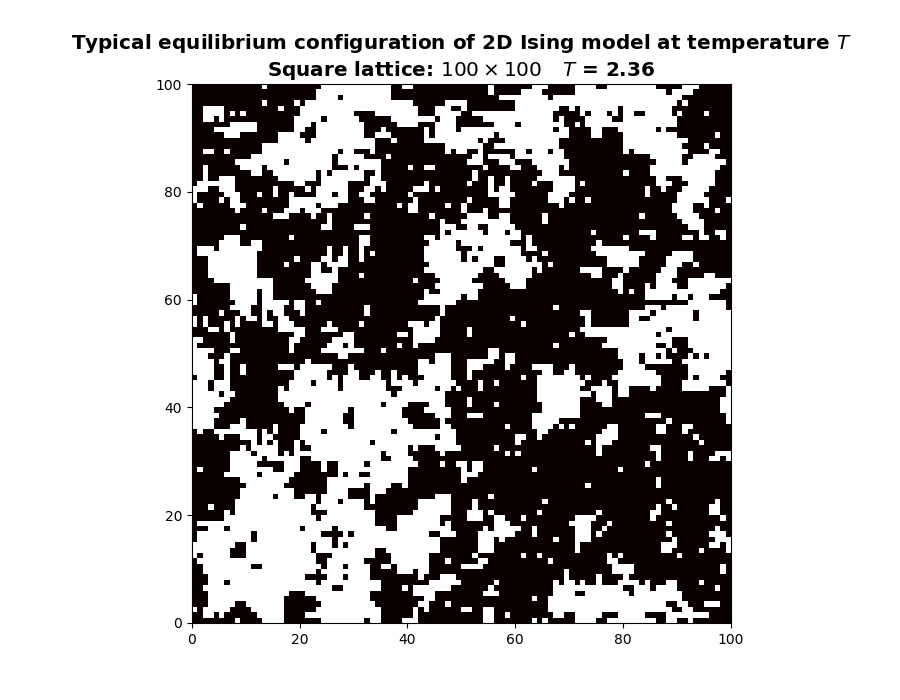 Typical equilibrium configuration of 2D Ising model at temperature T
Square lattice: 100 × 100 T = 2.36
100
80
60
40
20
0
0 20 40 60 80 100